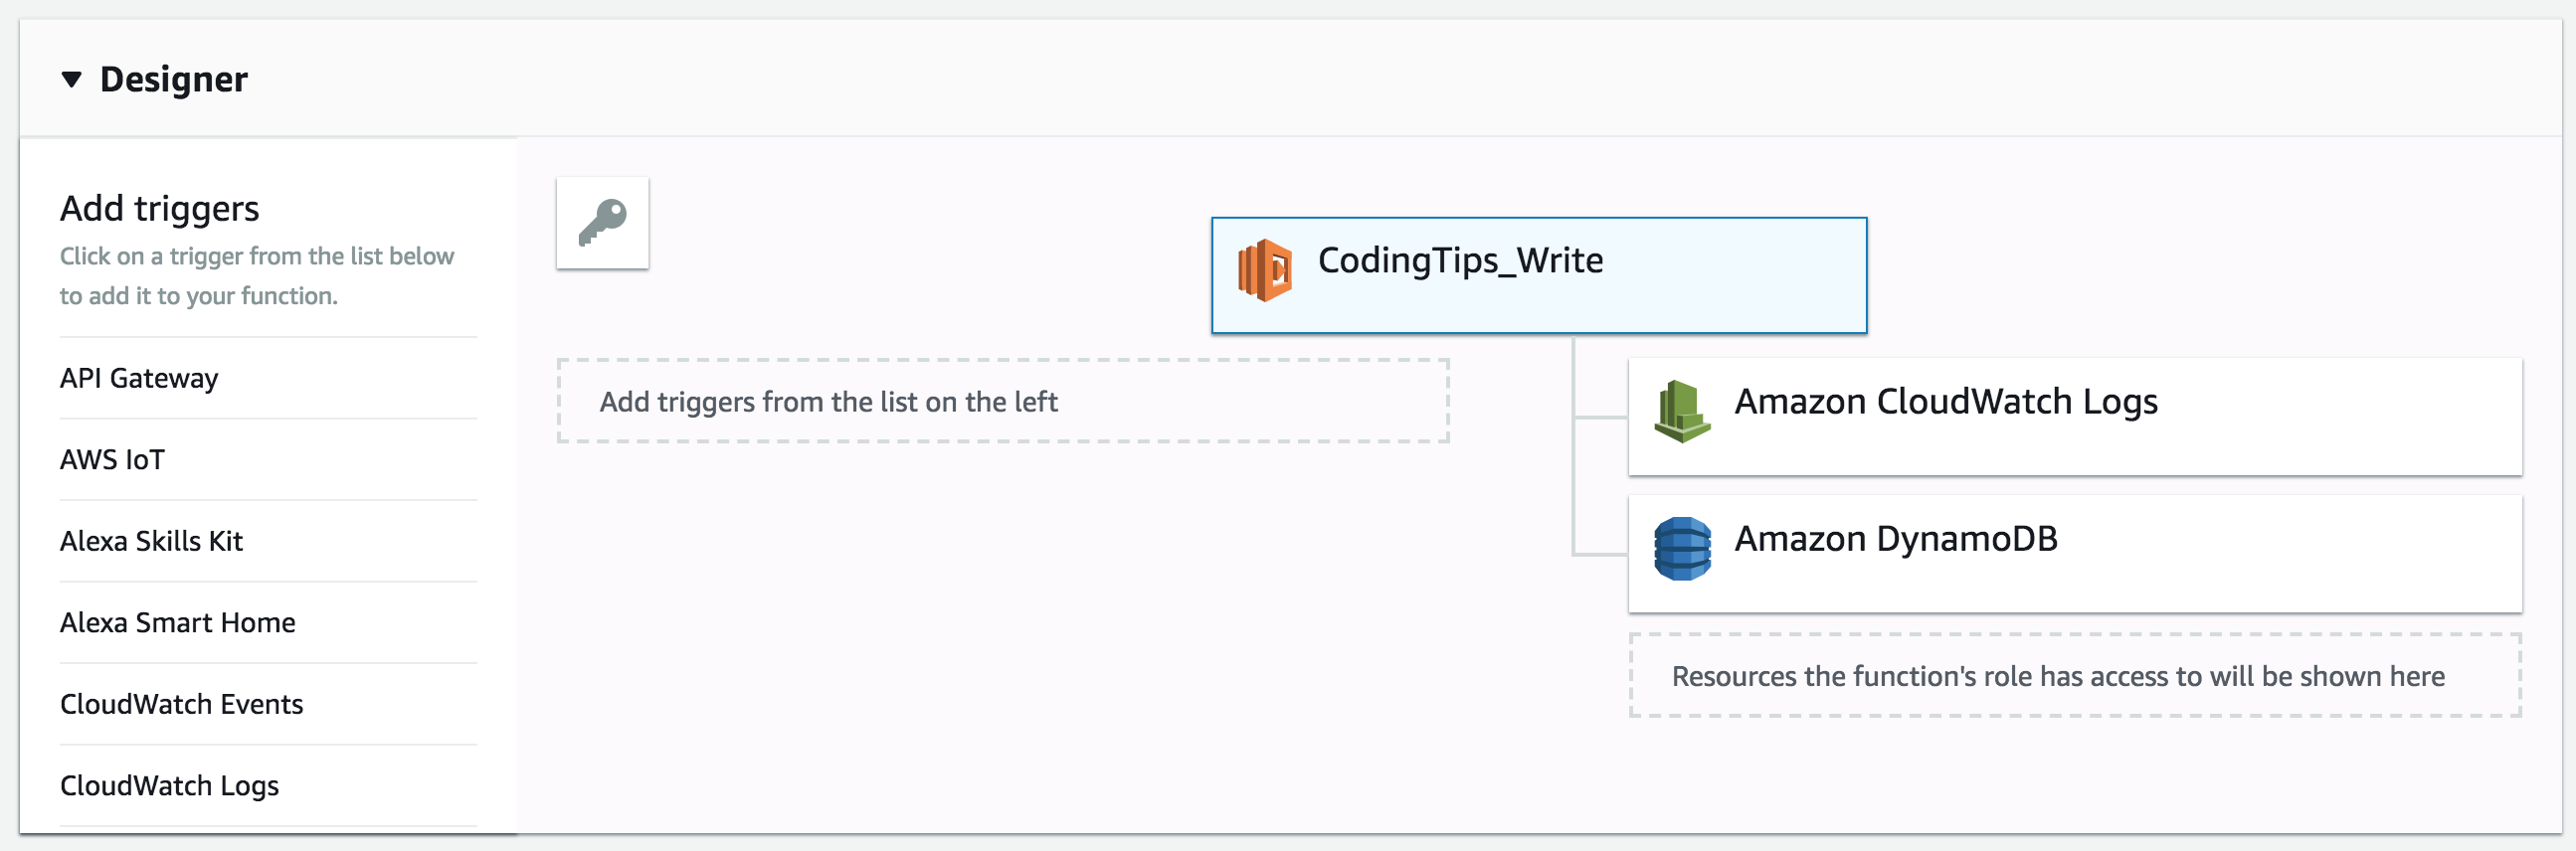 Designer
Add triggers
Click on a trigger from the list below
to add it to your function.
API Gateway
AWS IoT
Alexa Skills Kit
Alexa Smart Home
CloudWatch Events
CloudWatch Logs
CodingTips_Write
Add triggers from the list on the left
Amazon CloudWatch Logs
Amazon DynamoDB
Resources the function's role has access to will be shown here